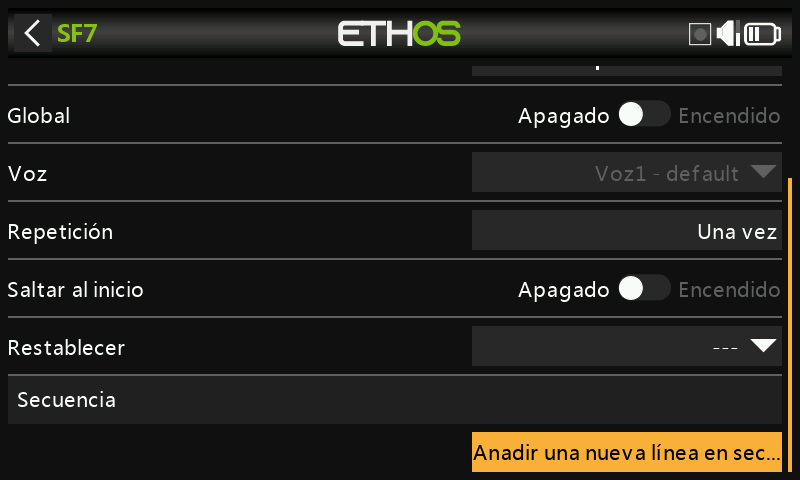 SF7
ETHOS
Global Apagado Encendido
Voz Voz1 - default
Repetición Una vez
Saltar al inicio Apagado Encendido
Restablecer ---
Secuencia
Anadir una nueva línea en sec...